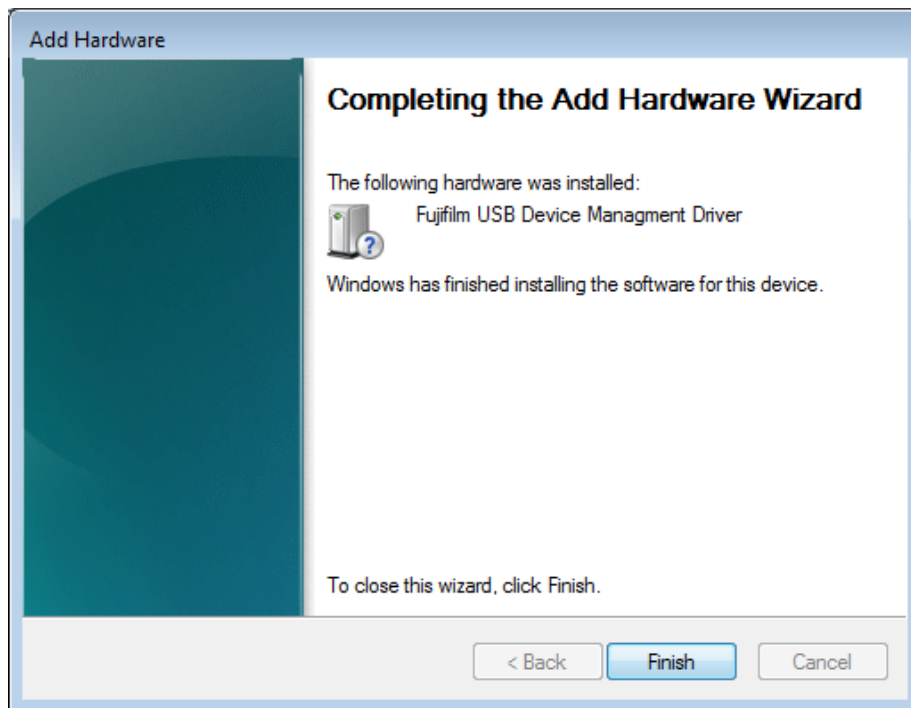 Add Hardware
Completing the Add Hardware Wizard
The following hardware was installed:
Fujifilm USB Device Managment Driver
Windows has finished installing the software for this device.
To close this wizard, click Finish.
< Back
Finish
Cancel